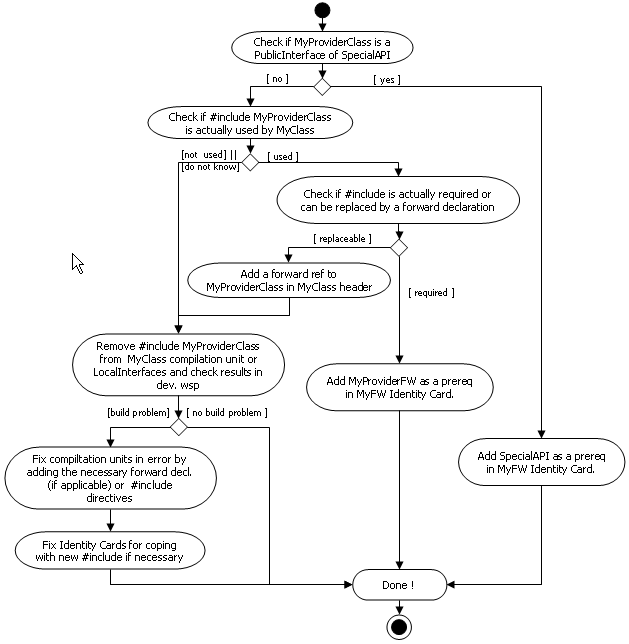 Check if MyProviderClass is a
PublicInterface of SpecialAPI
[ no ]
[ yes ]
Check if #include MyProviderClass
is actually used by MyClass
[not used] ||
[do not know]
[ used ]
Check if #include is actually required or
can be replaced by a forward declaration
[ replaceable ]
Add a forward ref to
MyProviderClass in MyClass header
[ required ]
Remove #include MyProviderClass
from MyClass compilation unit or
LocalInterfaces and check results in
dev. wsp
Add MyProviderFW as a prereq
in MyFW Identity Card.
[build problem]
[ no build problem ]
Fix compiltation units in error by
adding the necessary forward decl.
(if applicable) or #include
directives
Add SpecialAPI as a prereq
in MyFW Identity Card.
Fix Identity Cards for coping
with new #include if necessary
Done !